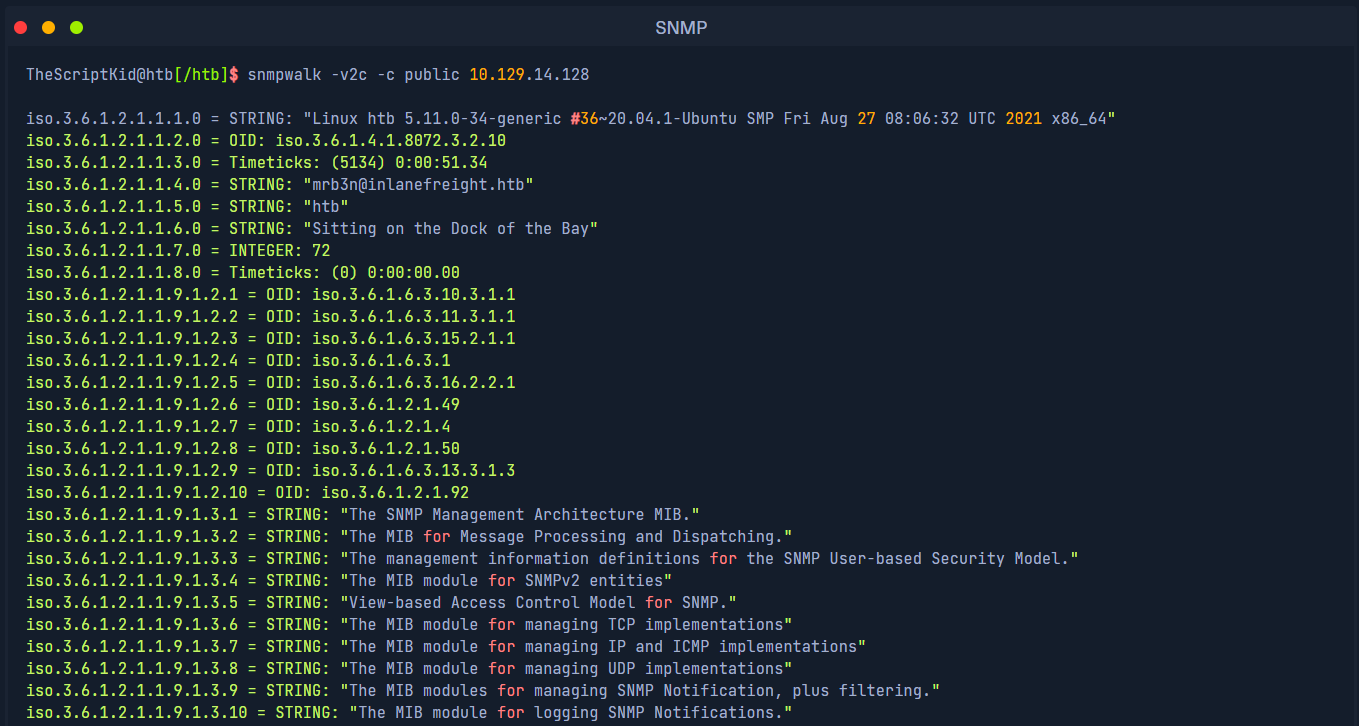 SNMP
TheScriptKid@htb[/htb]$ snmpwalk -v2c -c public 10.129.14.128
iso.3.6.1.2.1.1.1.0 = STRING: "Linux htb 5.11.0-34-generic #36~20.04.1-Ubuntu SMP Fri Aug 27 08:06:32 UTC 2021 x86_64"
iso.3.6.1.2.1.1.2.0 = OID: iso.3.6.1.4.1.8072.3.2.10
iso.3.6.1.2.1.1.3.0 = Timeticks: (5134) 0:00:51.34
iso.3.6.1.2.1.1.4.0 = STRING: "mrb3n@inlanefreight.htb"
iso.3.6.1.2.1.1.5.0 = STRING: "htb"
iso.3.6.1.2.1.1.6.0 = STRING: "Sitting on the Dock of the Bay"
iso.3.6.1.2.1.1.7.0 = INTEGER: 72
iso.3.6.1.2.1.1.8.0 = Timeticks: (0) 0:00:00.00
iso.3.6.1.2.1.1.9.1.2.1 = OID: iso.3.6.1.6.3.10.3.1.1
iso.3.6.1.2.1.1.9.1.2.2 = OID: iso.3.6.1.6.3.11.3.1.1
iso.3.6.1.2.1.1.9.1.2.3 = OID: iso.3.6.1.6.3.15.2.1.1
iso.3.6.1.2.1.1.9.1.2.4 = OID: iso.3.6.1.6.3.1
iso.3.6.1.2.1.1.9.1.2.5 = OID: iso.3.6.1.6.3.16.2.2.1
iso.3.6.1.2.1.1.9.1.2.6 = OID: iso.3.6.1.2.1.49
iso.3.6.1.2.1.1.9.1.2.7 = OID: iso.3.6.1.2.1.4
iso.3.6.1.2.1.1.9.1.2.8 = OID: iso.3.6.1.2.1.50
iso.3.6.1.2.1.1.9.1.2.9 = OID: iso.3.6.1.6.3.13.3.1.3
iso.3.6.1.2.1.1.9.1.2.10 = OID: iso.3.6.1.2.1.92
iso.3.6.1.2.1.1.9.1.3.1 = STRING: "The SNMP Management Architecture MIB."
iso.3.6.1.2.1.1.9.1.3.2 = STRING: "The MIB for Message Processing and Dispatching."
iso.3.6.1.2.1.1.9.1.3.3 = STRING: "The management information definitions for the SNMP User-based Security Model."
iso.3.6.1.2.1.1.9.1.3.4 = STRING: "The MIB module for SNMPv2 entities"
iso.3.6.1.2.1.1.9.1.3.5 = STRING: "View-based Access Control Model for SNMP."
iso.3.6.1.2.1.1.9.1.3.6 = STRING: "The MIB module for managing TCP implementations"
iso.3.6.1.2.1.1.9.1.3.7 = STRING: "The MIB module for managing IP and ICMP implementations"
iso.3.6.1.2.1.1.9.1.3.8 = STRING: "The MIB module for managing UDP implementations"
iso.3.6.1.2.1.1.9.1.3.9 = STRING: "The MIB modules for managing SNMP Notification, plus filtering."
iso.3.6.1.2.1.1.9.1.3.10 = STRING: "The MIB module for logging SNMP Notifications."